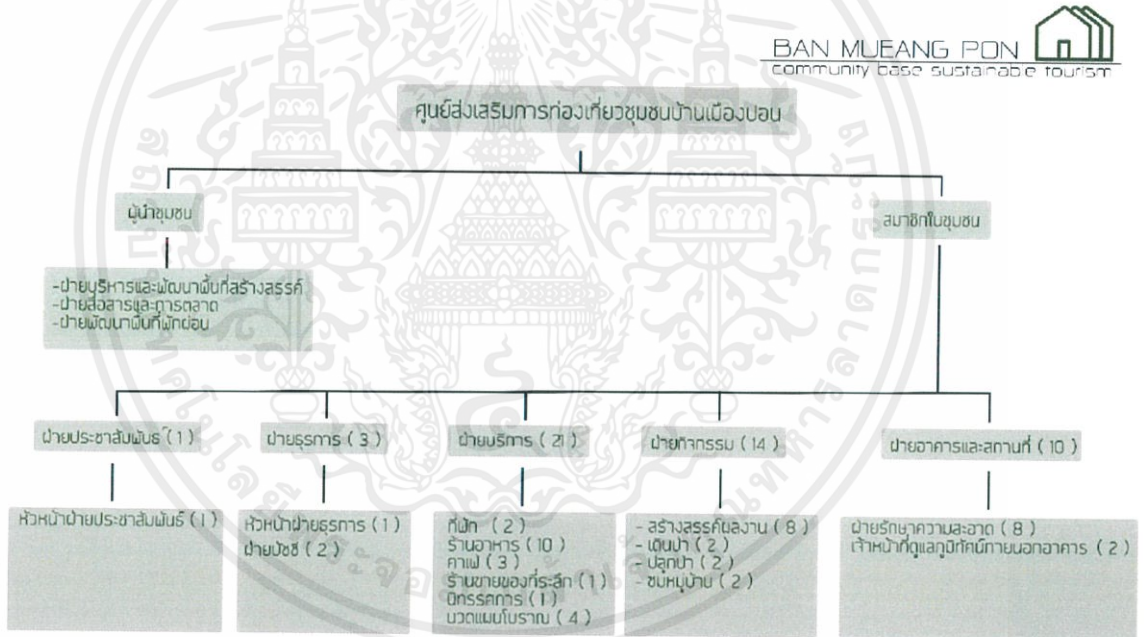 BAN MUEANG PON
community base sustainable tourism
ศูนย์ส่งเสริมการท่องเที่ยวชุมชนบ้านเมืองปอน
ผู้นำชุมชน
สมาชิกในชุมชน
-ฝ่ายบริหารและพัฒนาพื้นที่สร้างสรรค์
-ฝ่ายสื่อสารและการตลาด
-ฝ่ายพัฒนาพื้นที่พักผ่อน
ฝ่ายประชาสัมพันธ์ (1)
ฝ่ายธุรการ ( 3 )
ฝ่ายบริการ ( 21 )
ฝ่ายกิจกรรม ( 14 )
ฝ่ายอาคารและสถานที่ ( 10 )
หัวหน้าฝ่ายประชาสัมพันธ์ (1)
หัวหน้าฝ่ายธุรการ (1)
ฝ่ายบัชชี ( 2 )
ที่พัก ( 2 )
ร้านอาหาร ( 10 )
คาเฟ่ ( 3 )
ร้านขายของที่ระลึก ( 1 )
นิทรรศการ ( 1 )
นวดแผนโบราณ ( 4 )
- สร้างสรรค์ผลงาน ( 8 )
- เดินป่า ( 2 )
- ปลูกป่า ( 2 )
- ชมหมู่บ้าน ( 2 )
ฝ่ายรักษาความสะอาด ( 8 )
เจ้าหน้าที่ดูแลภูมิทัศน์ภายนอกอาคาร ( 2 )